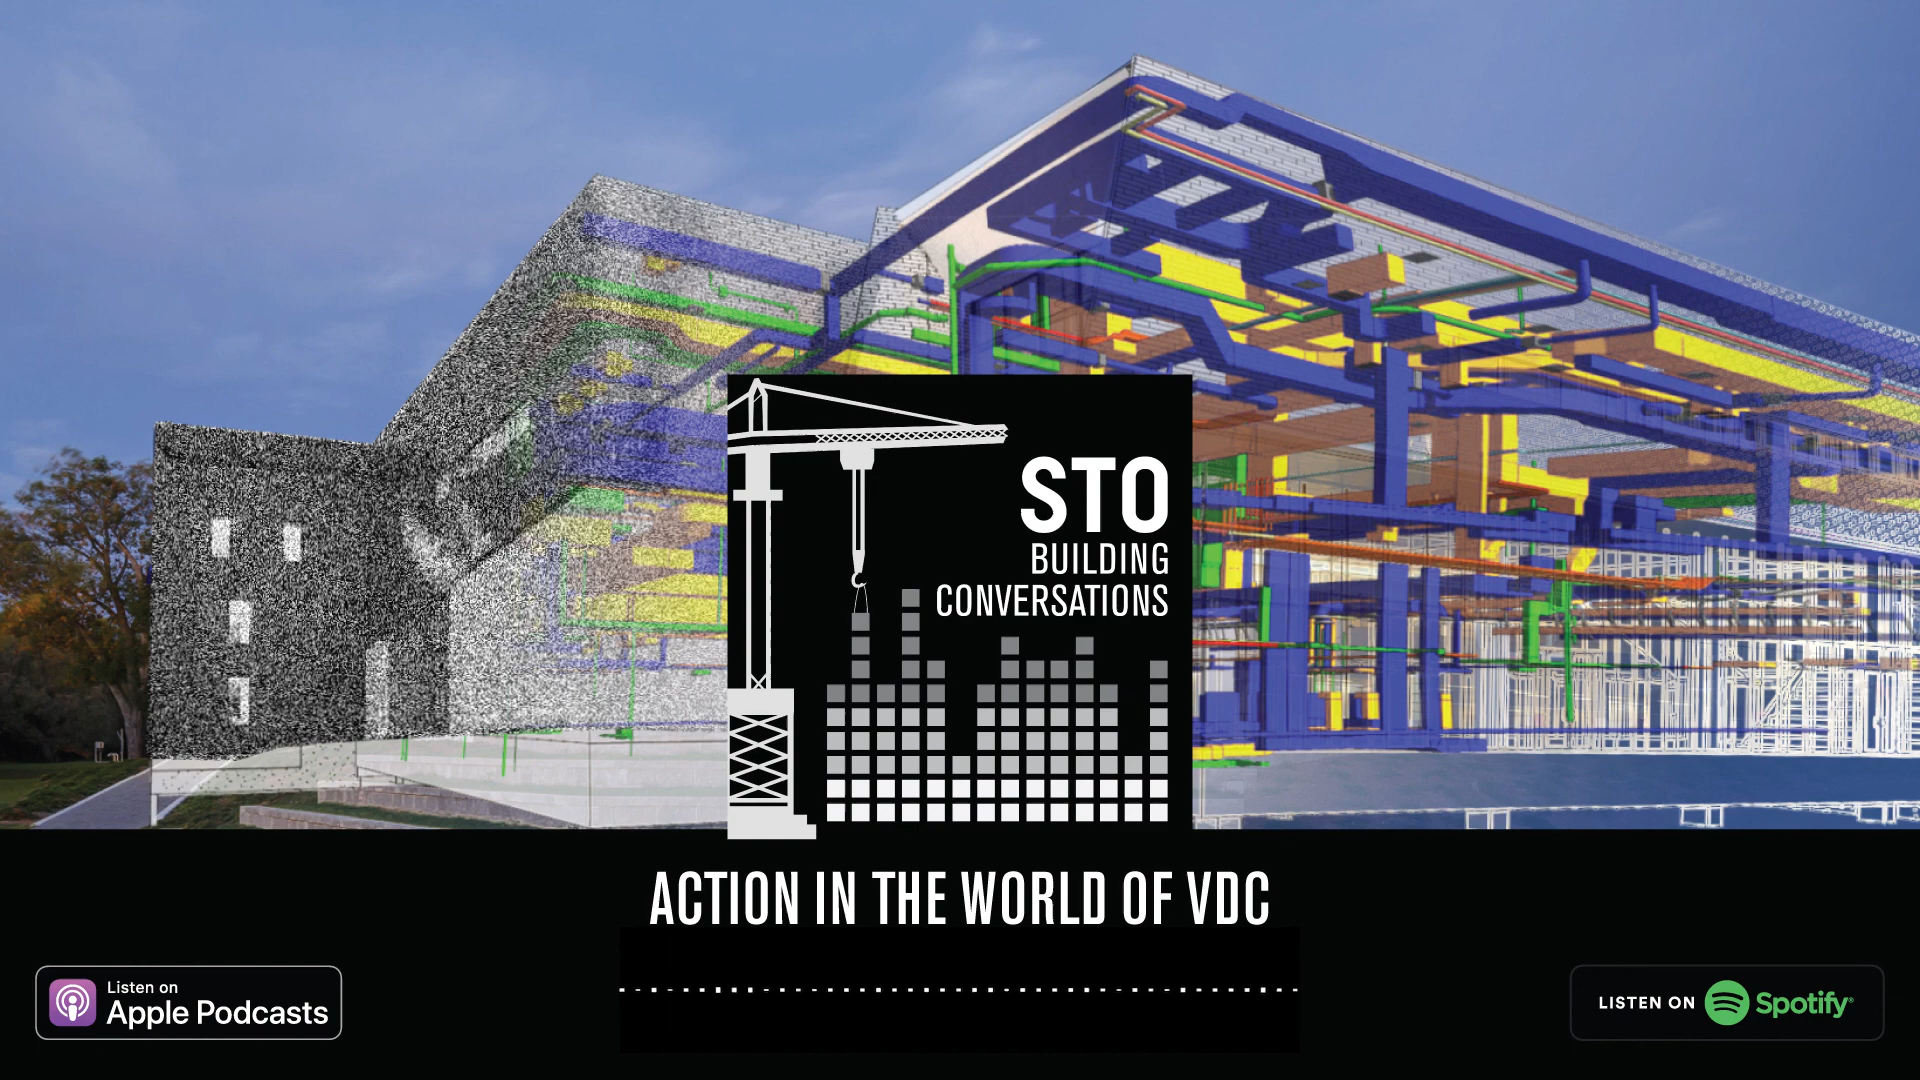 STO
BUILDING
CONVERSATIONS
ACTION IN THE WORLD OF VDC
Listen on
Apple Podcasts
LISTEN ON
Spotify®